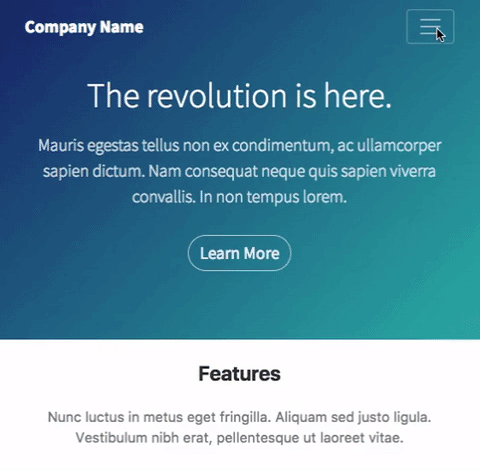 Company Name
The revolution is here.
Mauris egestas tellus non ex condimentum, ac ullamcorper
sapien dictum. Nam consequat neque quis sapien viverra
convallis. In non tempus lorem.
Learn More
Features
Nunc luctus in metus eget fringilla. Aliquam sed justo ligula.
Vestibulum nibh erat, pellentesque ut laoreet vitae.